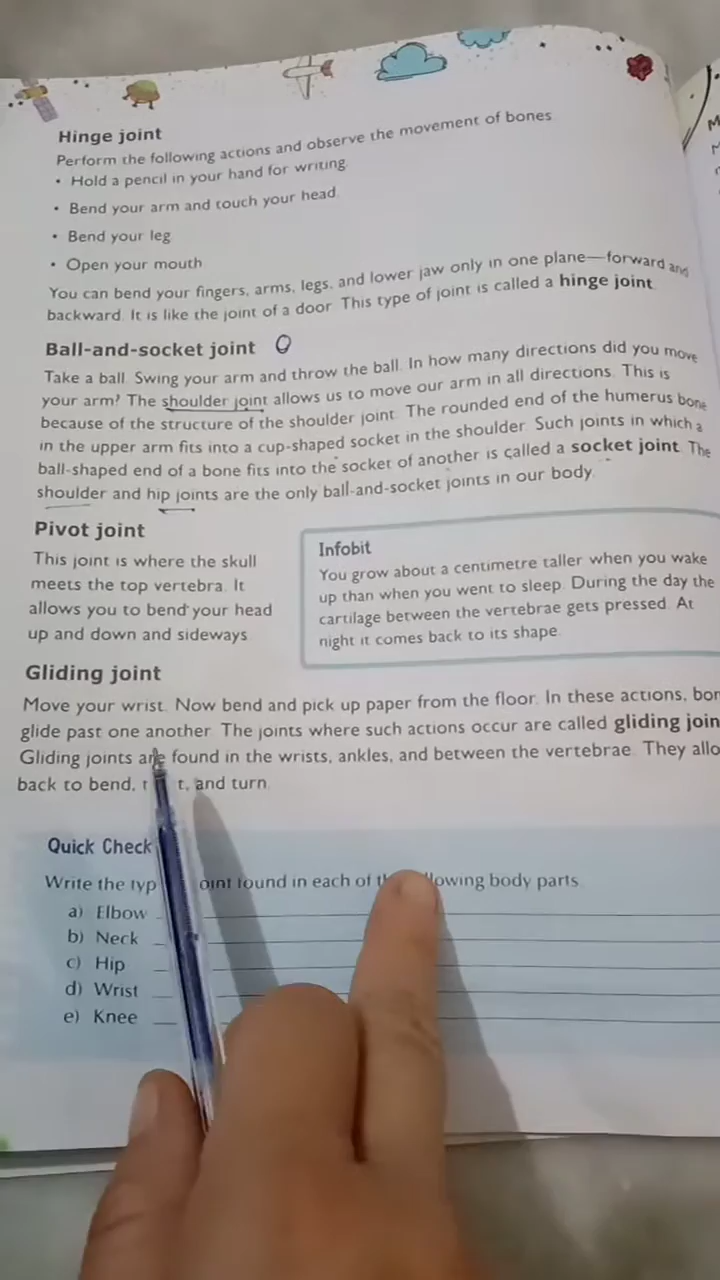 Hinge joint
Perform the following actions and observe the movement of bones
• Hold a pencil in your hand for writing.
• Bend your arm and touch your head.
• Bend your leg
• Open your mouth
You can bend your fingers, arms, legs, and lower jaw only in one plane—forward and
backward. It is like the joint of a door. This type of joint is called a hinge joint.
Ball-and-socket joint
Take a ball. Swing your arm and throw the ball. In how many directions did you move
your arm? The shoulder joint allows us to move our arm in all directions. This is
because of the structure of the shoulder joint. The rounded end of the humerus bone
in the upper arm fits into a cup-shaped socket in the shoulder. Such joints in which a
ball-shaped end of a bone fits into the socket of another is called a socket joint. The
shoulder and hip joints are the only ball-and-socket joints in our body.
Pivot joint
This joint is where the skull
meets the top vertebra. It
allows you to bend your head
up and down and sideways
Infobit
You grow about a centimetre taller when you wake
up than when you went to sleep. During the day the
cartilage between the vertebrae gets pressed. At
night it comes back to its shape.
Gliding joint
Move your wrist. Now bend and pick up paper from the floor. In these actions,
glide past one another. The joints where such actions occur are called gliding
Gliding joints are found in the wrists, ankles, and between the vertebrae. They
back to bend, and turn.
Quick Check
Write the found in each of body parts
a) Elbow
b) Neck
c) Hip
d) Wrist
e) Knee